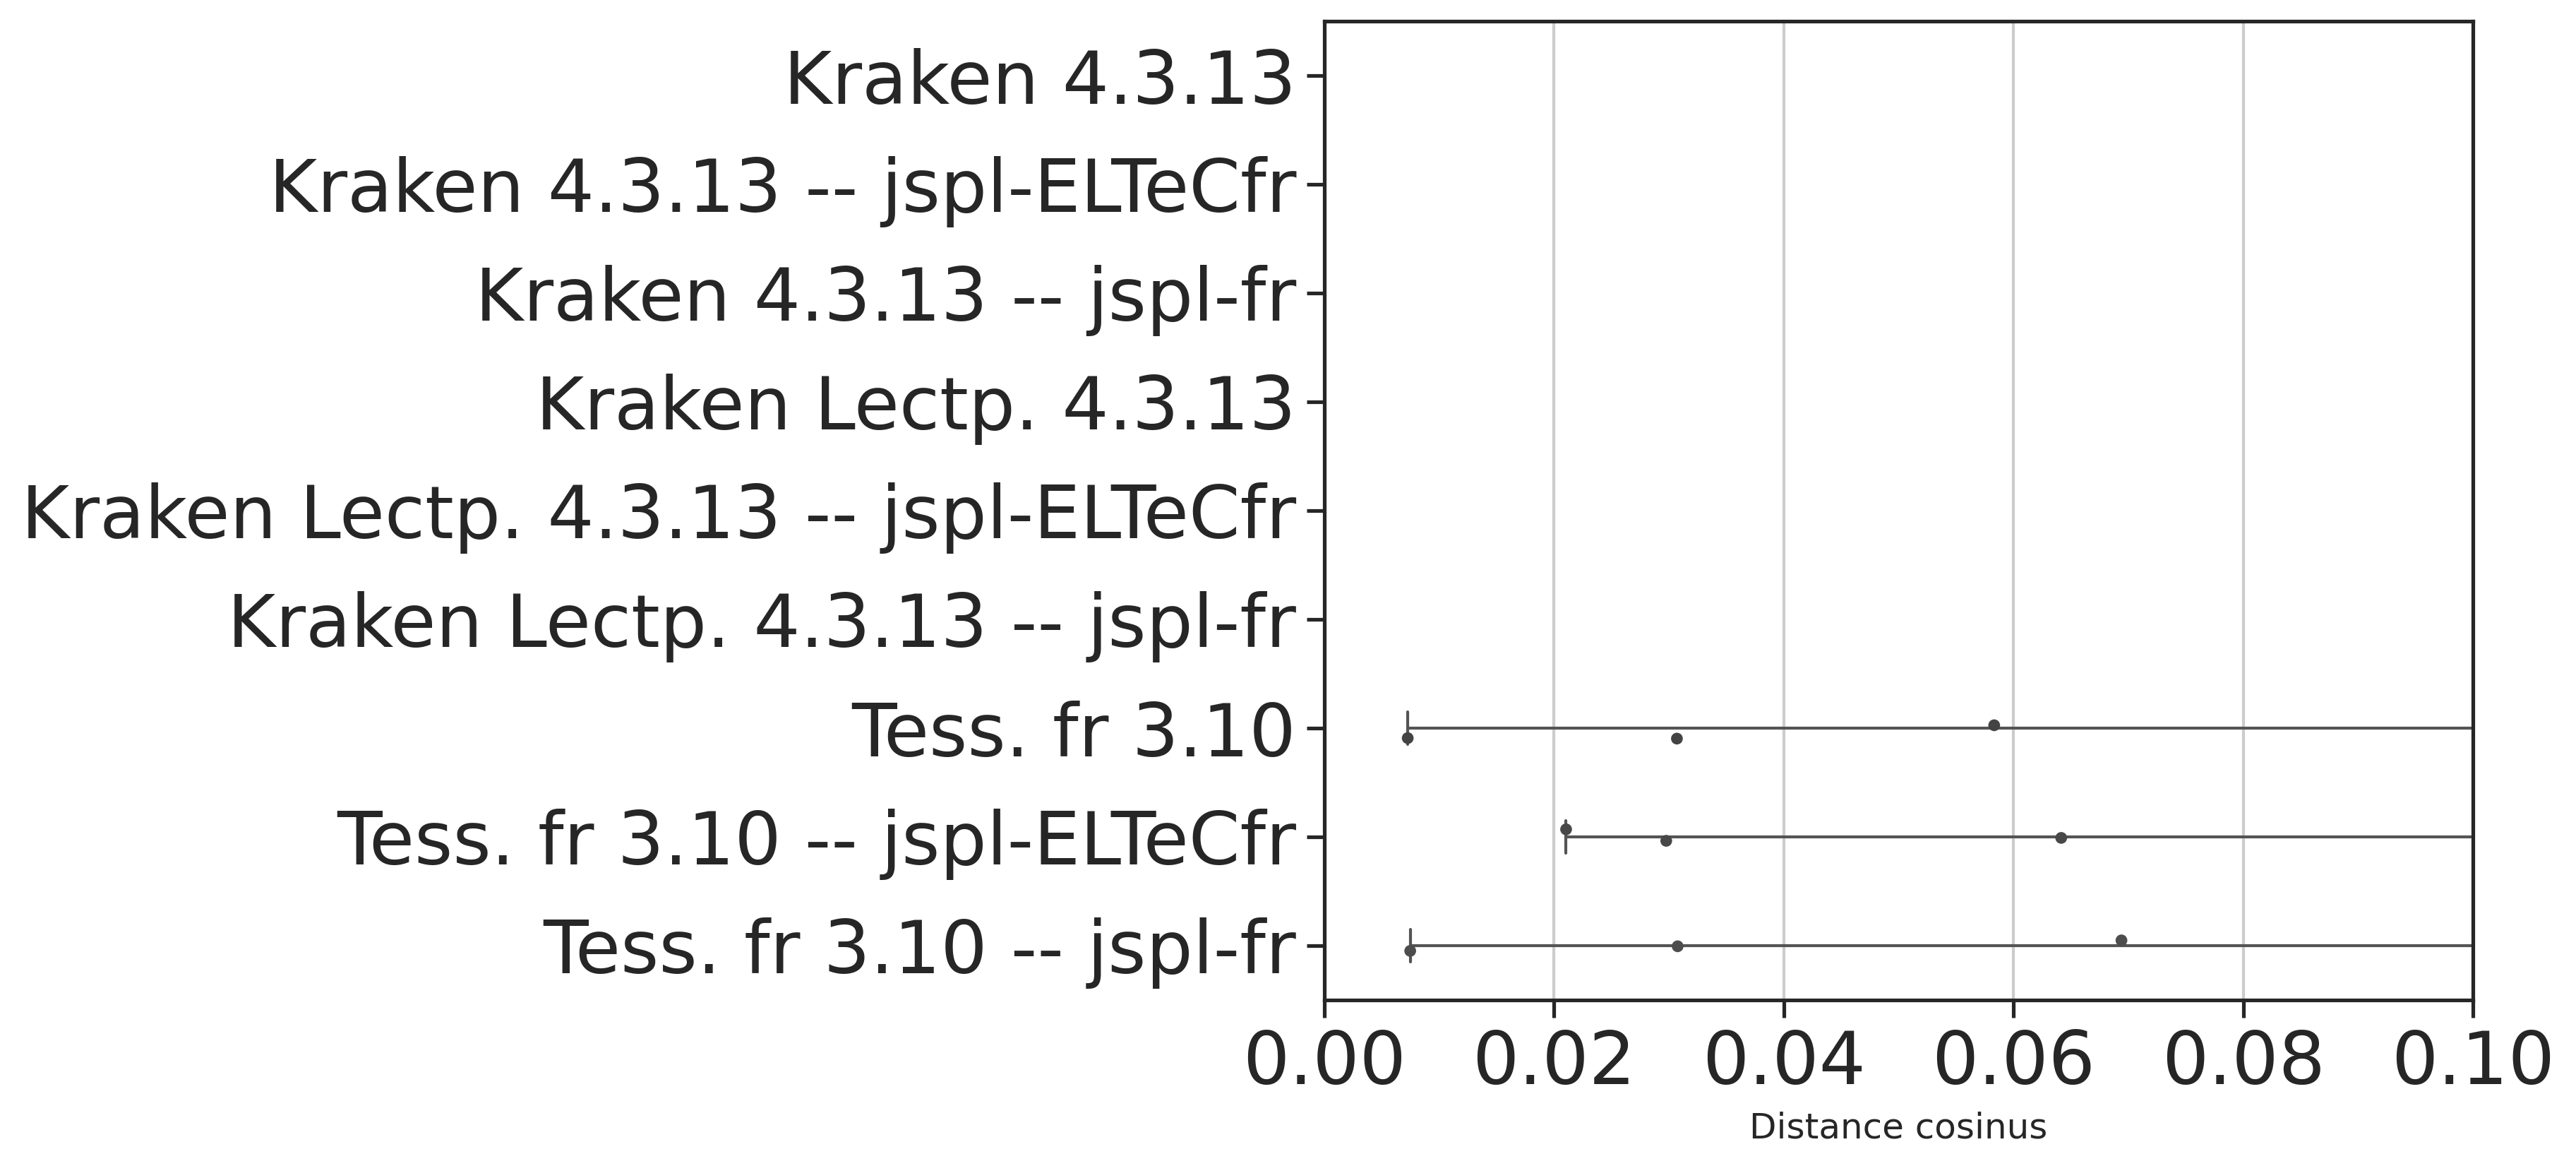 Kraken 4.3.13
Kraken 4.3.13 -- jspl-ELTeCfr
Kraken 4.3.13 -- jspl-fr
Kraken Lectp. 4.3.13
Kraken Lectp. 4.3.13 -- jspl-ELTeCfr
Kraken Lectp. 4.3.13 -- jspl-fr
Tess. fr 3.10
Tess. fr 3.10 -- jspl-ELTeCfr
Tess. fr 3.10 -- jspl-fr
0.00 0.02 0.04 0.06 0.08 0.10
Distance cosinus